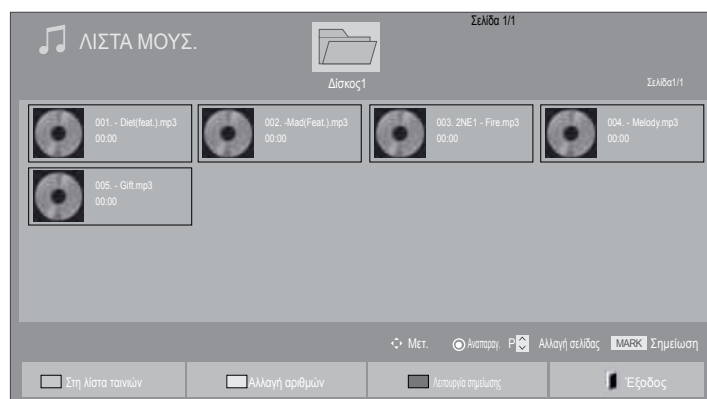 Σελίδα 1/1
ΛΙΣΤΑ ΜΟΥΣ.
Δίσκος1
Σελίδα1/1
001. - Diet(feat.).mp3
00:00
002. -Mad(Feat.).mp3
00:00
003. 2NE1 - Fire.mp3
00:00
004. - Melody.mp3
00:00
005. - Gift.mp3
00:00
Μετ. Αναπαραγ. P Αλλαγή σελίδας MARK Σημείωση
Στη λίστα ταινιών Αλλαγή αριθμών Λειτουργία σημείωσης Έξοδος